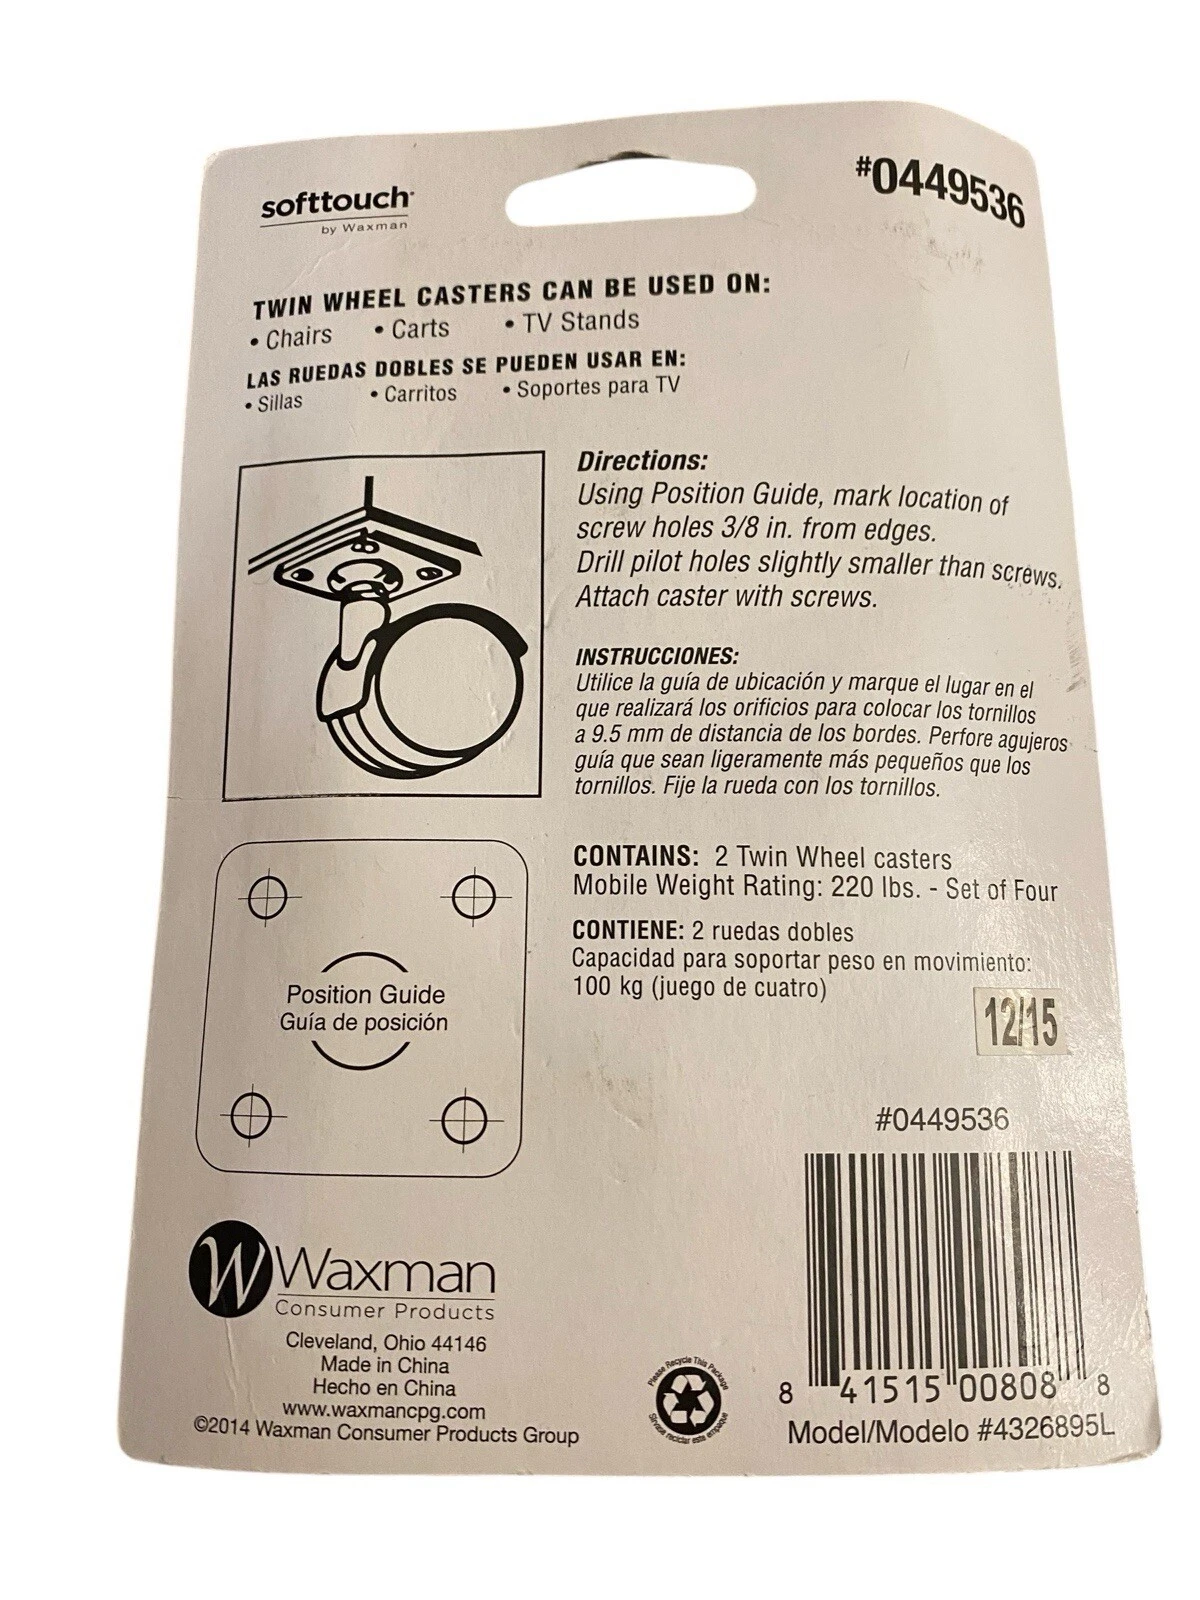 softtouch
by Waxman
#0449536
TWIN WHEEL CASTERS CAN BE USED ON:
• Chairs • Carts • TV Stands
LAS RUEDAS DOBLES SE PUEDEN USAR EN:
• Sillas • Carritos • Soportes para TV
Directions:
Using Position Guide, mark location of
screw holes 3/8 in. from edges.
Drill pilot holes slightly smaller than screws.
Attach caster with screws.
INSTRUCCIONES:
Utilice la guía de ubicación y marque el lugar en el
que realizará los orificios para colocar los tornillos
a 9.5 mm de distancia de los bordes. Perfore agujeros
guía que sean ligeramente más pequeños que los
tornillos. Fije la rueda con los tornillos.
Position Guide
Guía de posición
CONTAINS: 2 Twin Wheel casters
Mobile Weight Rating: 220 lbs. - Set of Four
CONTIENE: 2 ruedas dobles
Capacidad para soportar peso en movimiento:
100 kg (juego de cuatro)
12/15
#0449536
8 41515 00808 8
Model/Modelo #4326895L
W Waxman
Consumer Products
Cleveland, Ohio 44146
Made in China
Hecho en China
www.waxmancpg.com
©2014 Waxman Consumer Products Group
Please Recycle This Package
Sírvase reciclar este empaque